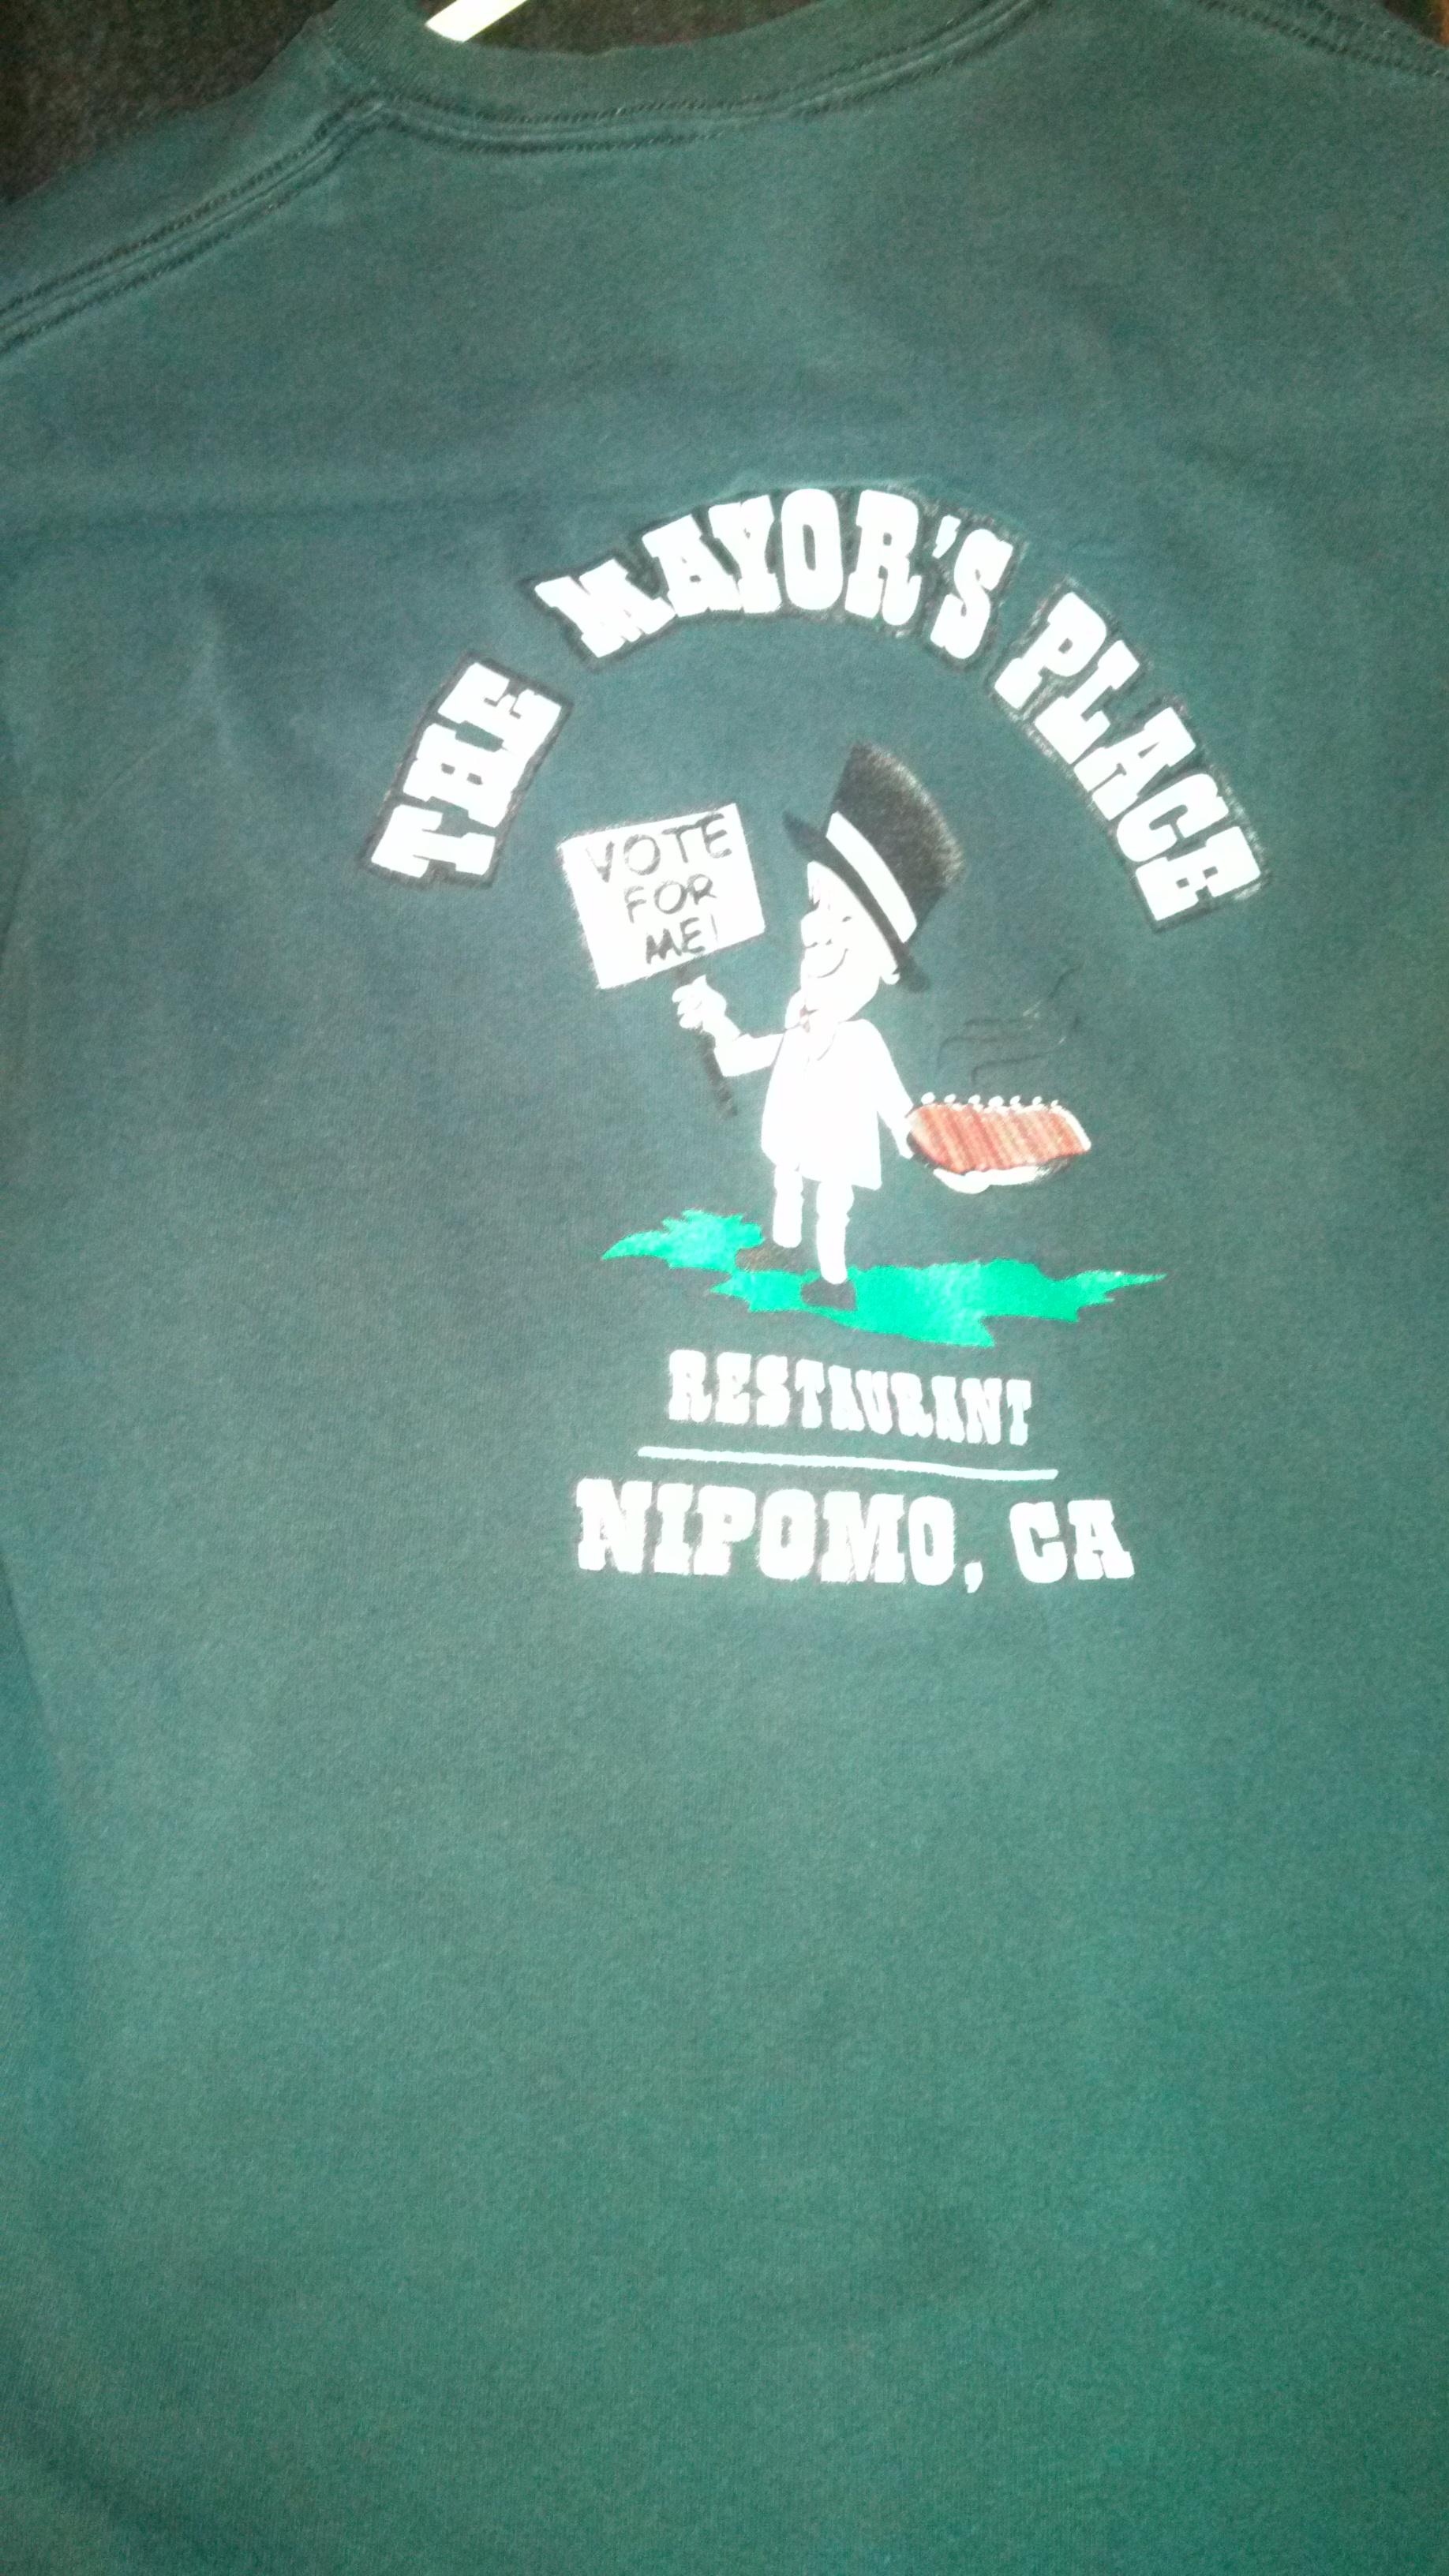 THE MAYOR'S PLACE
VOTE
FOR
ME!
RESTAURANT
NIPOMO, CA